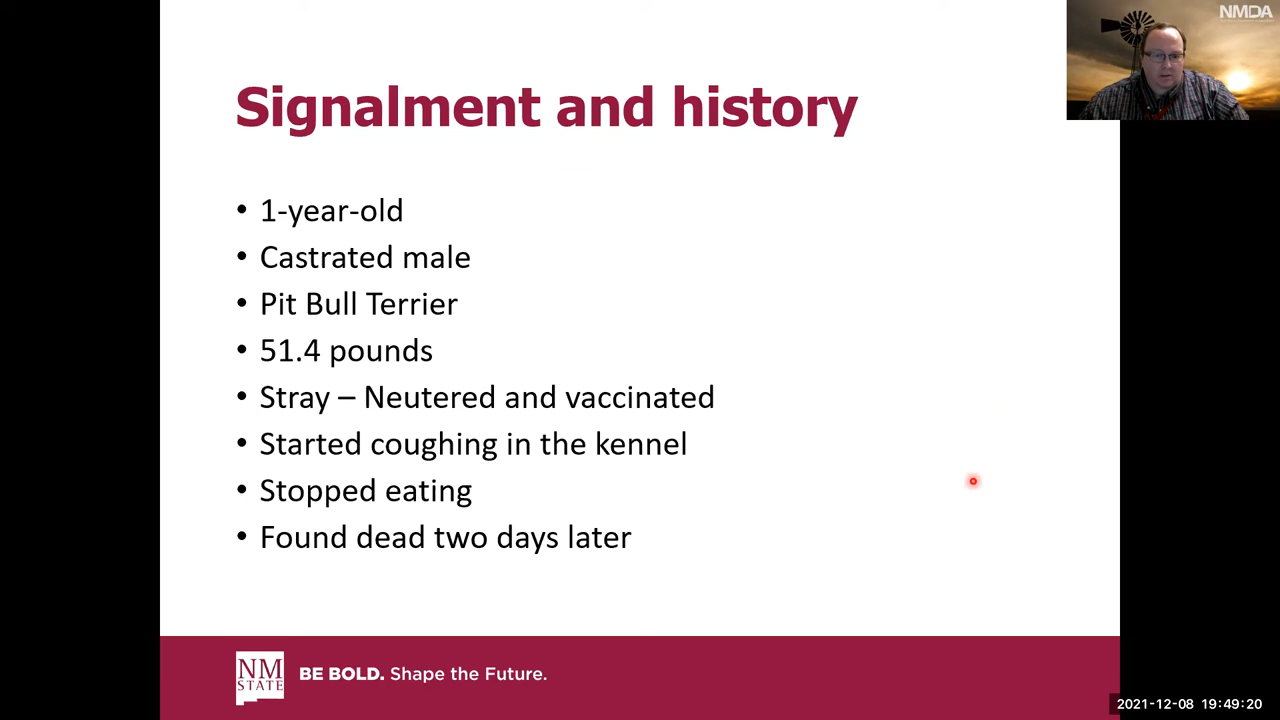 NMDA
Signalment and history
• 1-year-old
• Castrated male
• Pit Bull Terrier
• 51.4 pounds
• Stray – Neutered and vaccinated
• Started coughing in the kennel
• Stopped eating
• Found dead two days later
NM
STATE
BE BOLD. Shape the Future.
2021-12-08 19:49:20